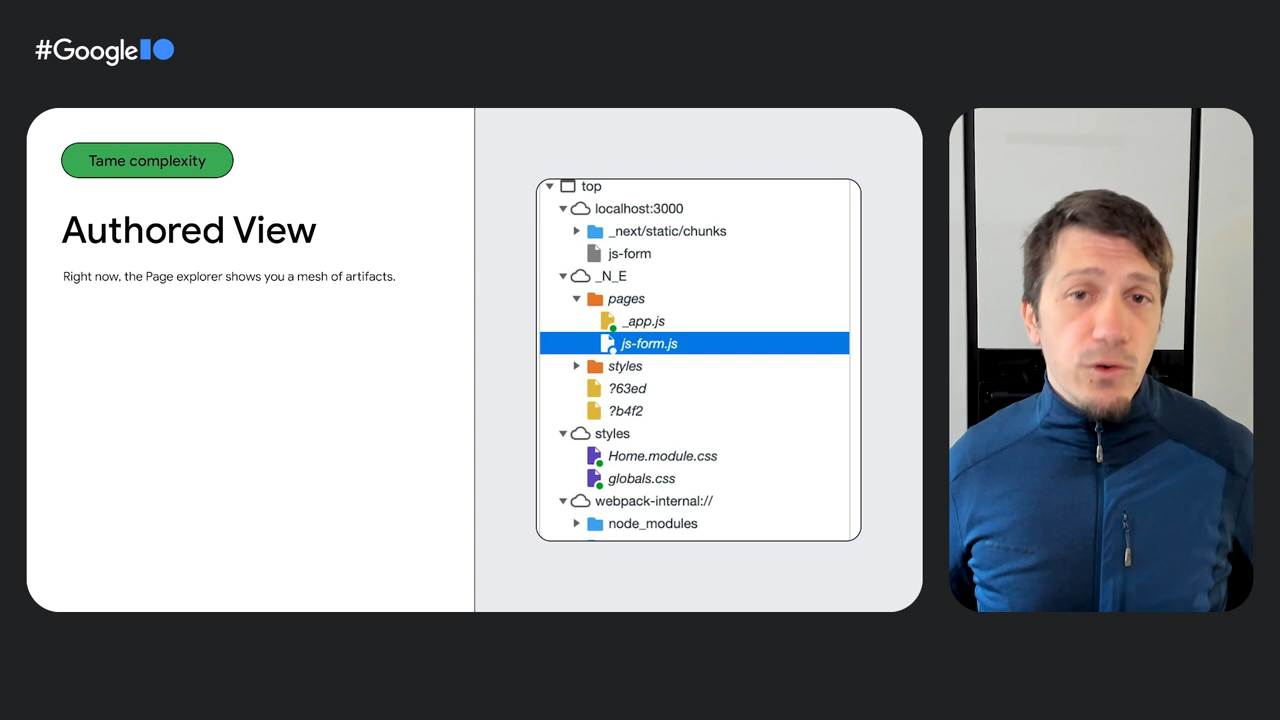 #GoogleIO
Tame complexity
Authored View
Right now, the Page explorer shows you a mesh of artifacts.
top
localhost:3000
_next/static/chunks
js-form
_N_E
pages
_app.js
js-form.js
styles
?63ed
?b4f2
styles
Home.module.css
globals.css
webpack-internal://
node_modules